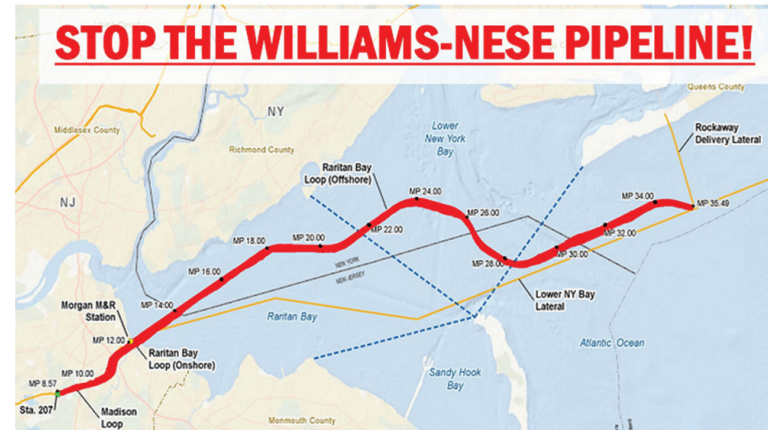 STOP THE WILLIAMS-NESE PIPELINE!
Queens County
NY
Middlesex County
Lower
New York
Bay
Rockaway
Delivery Lateral
Richmond County
Raritan Bay
Loop (Offshore)
NJ
MP 24.00
MP 34.00
MP 35.49
MP 26.00
MP 22.00
MP 32.00
MP 18.00
MP 20.00
MP 30.00
MP 28.00
NEW YORK
NEW JERSEY
MP 16.00
Lower NY Bay
Lateral
MP 14.00
Morgan M&R
Station
Raritan Bay
MP 12.00
Atlantic Ocean
Raritan Bay
Loop (Onshore)
MP 10.00
MP 8.57
Sandy Hook
Bay
Sta. 207
Madison
Loop
Monmouth County